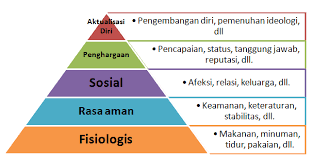 Aktualisasi
Diri
• Pengembangan diri, pemenuhan ideologi,
dll
Penghargaan
• Pencapaian, status, tanggung jawab,
reputasi, dll.
Sosial
• Afeksi, relasi, keluarga, dll.
Rasa aman
• Keamanan, keteraturan,
stabilitas, dll.
Fisiologis
• Makanan, minuman,
tidur, pakaian, dll.